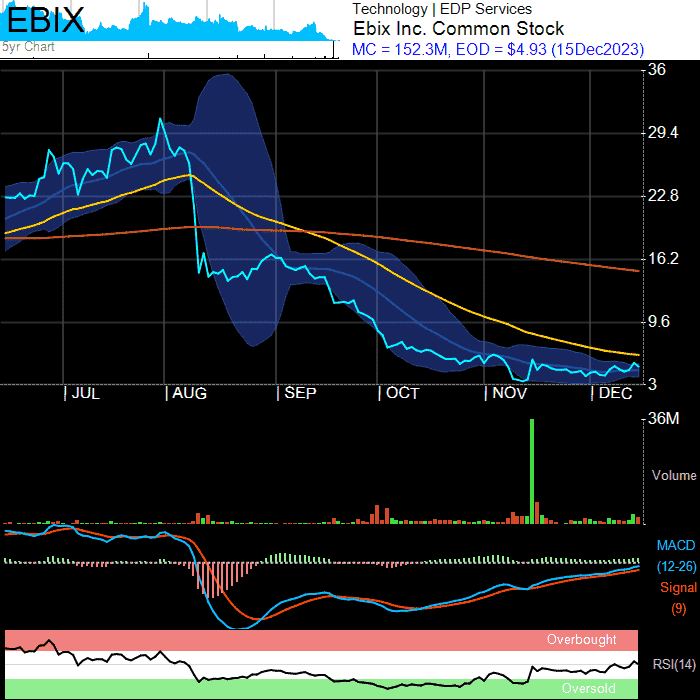 EBIX
5yr Chart
Technology | EDP Services
Ebix Inc. Common Stock
MC = 152.3M, EOD = $4.93 (15Dec2023)
36
29.4
22.8
16.2
9.6
3
| JUL | AUG | SEP | OCT | NOV | DEC
36M
Volume
MACD
(12-26)
Signal
(9)
Overbought
RSI(14)
Oversold